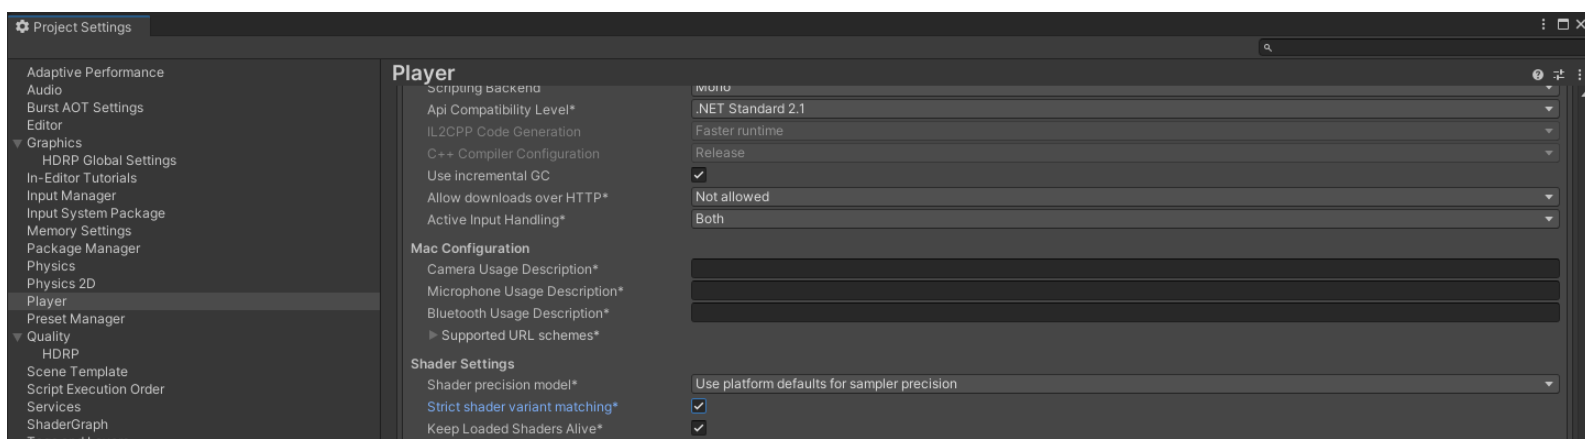 Project Settings
Adaptive Performance
Audio
Burst AOT Settings
Editor
Graphics
HDRP Global Settings
In-Editor Tutorials
Input Manager
Input System Package
Memory Settings
Package Manager
Physics
Physics 2D
Player
Preset Manager
Quality
HDRP
Scene Template
Script Execution Order
Services
ShaderGraph
Player
Scripting Backend Mono
Api Compatibility Level* .NET Standard 2.1
IL2CPP Code Generation Faster runtime
C++ Compiler Configuration Release
Use incremental GC
Allow downloads over HTTP* Not allowed
Active Input Handling* Both
Mac Configuration
Camera Usage Description*
Microphone Usage Description*
Bluetooth Usage Description*
Supported URL schemes*
Shader Settings
Shader precision model* Use platform defaults for sampler precision
Strict shader variant matching*
Keep Loaded Shaders Alive*